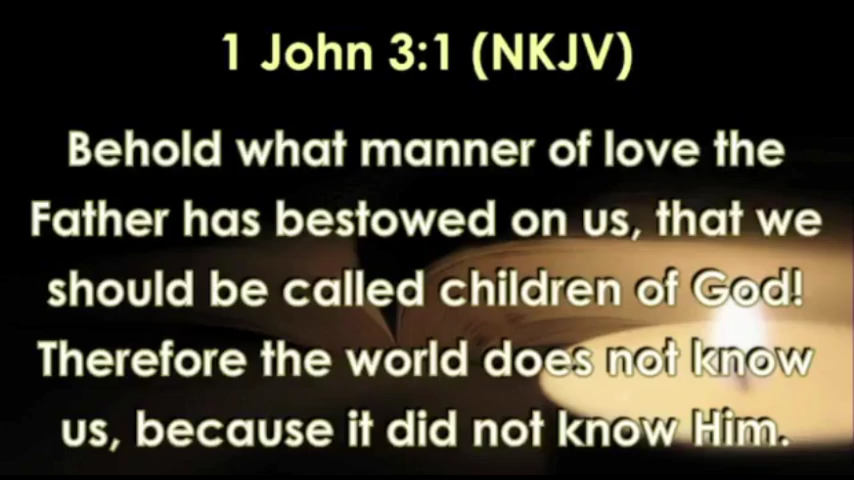 1 John 3:1 (NKJV)
Behold what manner of love the
Father has bestowed on us, that we
should be called children of God!
Therefore the world does not know
us, because it did not know Him.